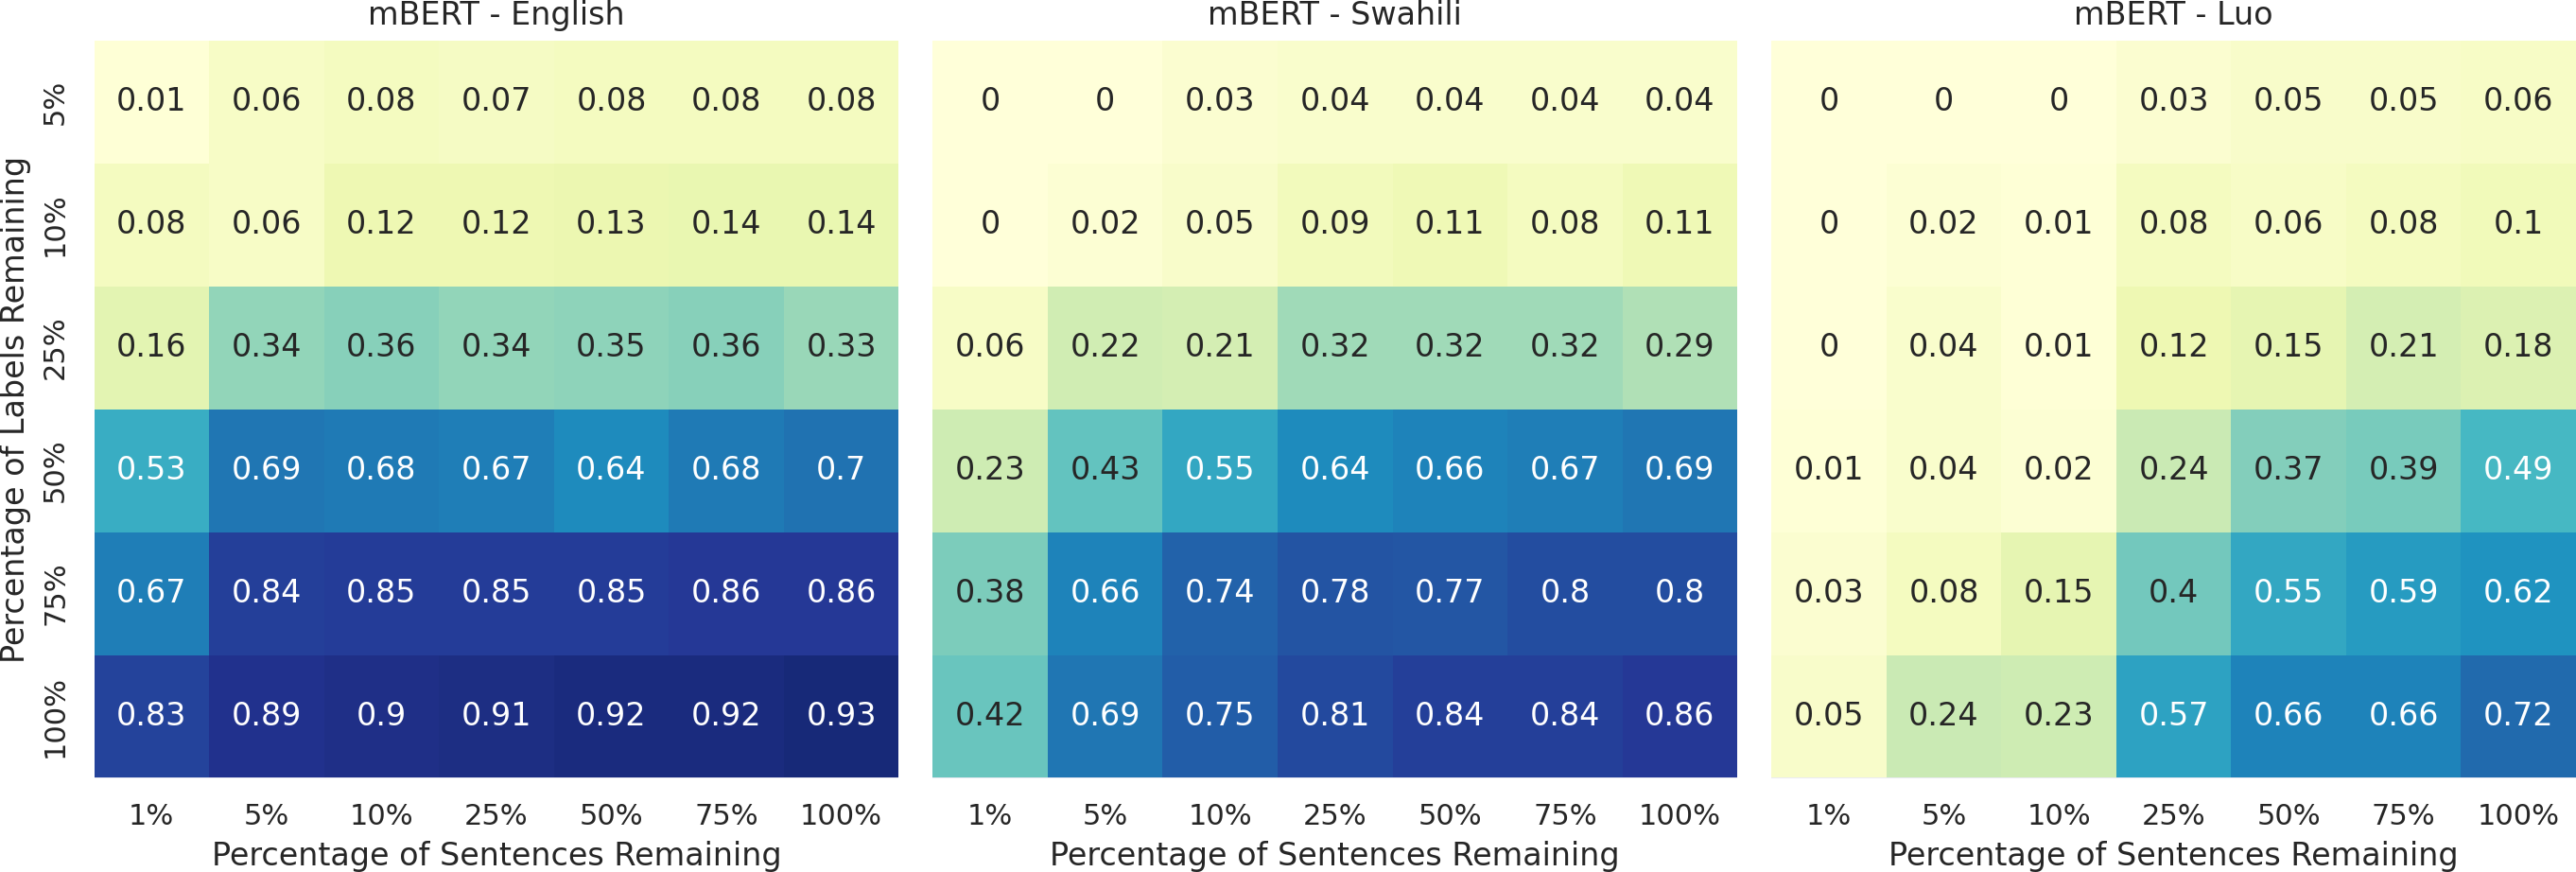 mBERT - English mBERT - Swahili mBERT - Luo
Percentage of Labels Remaining
5% 0.01 0.06 0.08 0.07 0.08 0.08 0.08 0 0 0.03 0.04 0.04 0.04 0.04 0 0 0 0.03 0.05 0.05 0.06
10% 0.08 0.06 0.12 0.12 0.13 0.14 0.14 0 0.02 0.05 0.09 0.11 0.08 0.11 0 0.02 0.01 0.08 0.06 0.08 0.1
25% 0.16 0.34 0.36 0.34 0.35 0.36 0.33 0.06 0.22 0.21 0.32 0.32 0.32 0.29 0 0.04 0.01 0.12 0.15 0.21 0.18
50% 0.53 0.69 0.68 0.67 0.64 0.68 0.7 0.23 0.43 0.55 0.64 0.66 0.67 0.69 0.01 0.04 0.02 0.24 0.37 0.39 0.49
75% 0.67 0.84 0.85 0.85 0.85 0.86 0.86 0.38 0.66 0.74 0.78 0.77 0.8 0.8 0.03 0.08 0.15 0.4 0.55 0.59 0.62
100% 0.83 0.89 0.9 0.91 0.92 0.92 0.93 0.42 0.69 0.75 0.81 0.84 0.84 0.86 0.05 0.24 0.23 0.57 0.66 0.66 0.72
1% 5% 10% 25% 50% 75% 100% 1% 5% 10% 25% 50% 75% 100% 1% 5% 10% 25% 50% 75% 100%
Percentage of Sentences Remaining Percentage of Sentences Remaining Percentage of Sentences Remaining